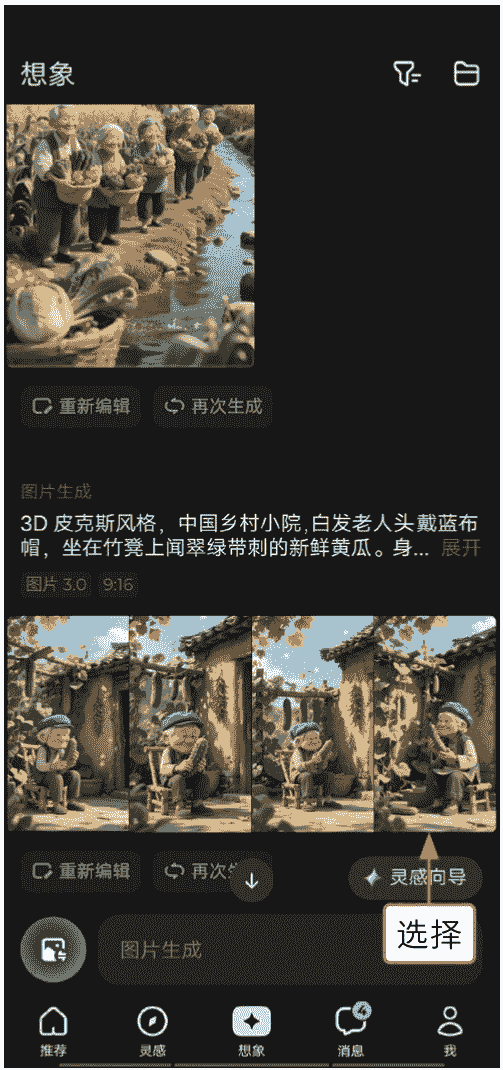 想象
重新编辑
再次生成
图片生成
3D 皮克斯风格，中国乡村小院,白发老人头戴蓝布
帽，坐在竹凳上闻翠绿带刺的新鲜黄瓜。身... 展开
图片 3.0 9:16
重新编辑
再次
灵感向导
选择
图片生成
推荐
灵感
想象
4
消息
我